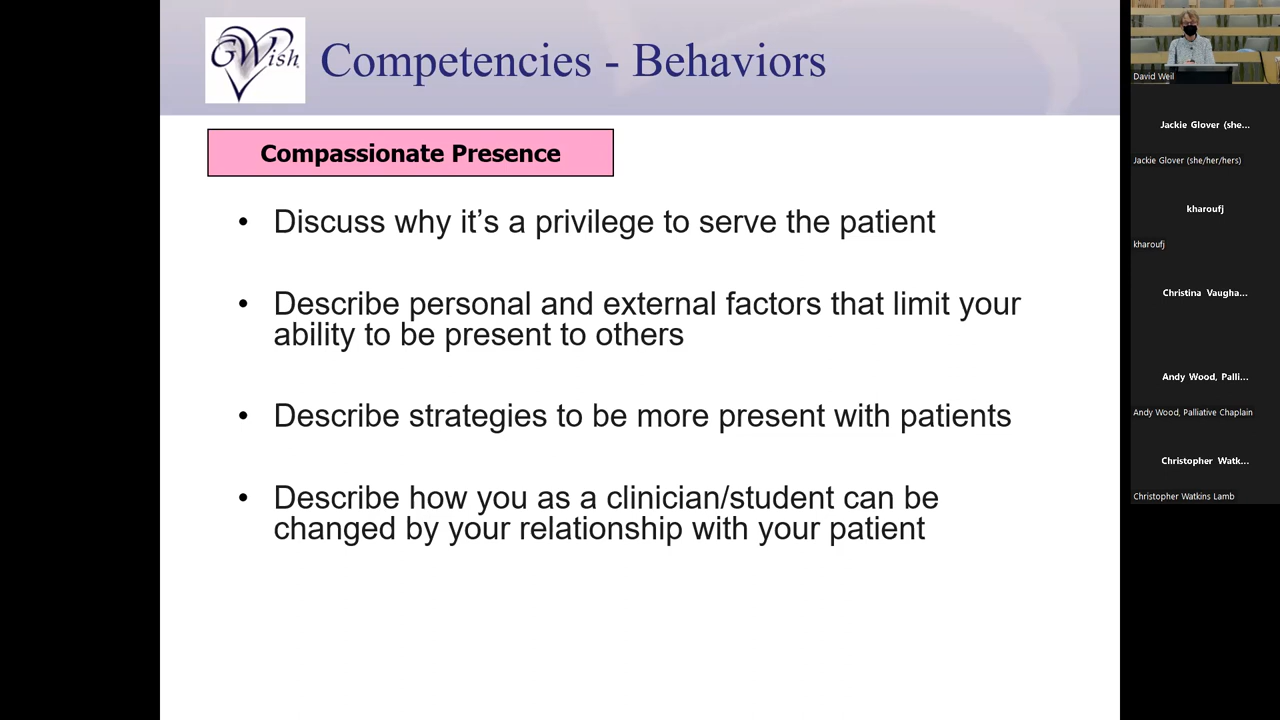 GWish
Competencies - Behaviors
Compassionate Presence
• Discuss why it’s a privilege to serve the patient
• Describe personal and external factors that limit your
ability to be present to others
• Describe strategies to be more present with patients
• Describe how you as a clinician/student can be
changed by your relationship with your patient
David Weil
Jackie Glover (she...
Jackie Glover (she/her/hers)
kharoufj
kharoufj
Christina Vaugha...
Andy Wood, Palli...
Andy Wood, Palliative Chaplain
Christopher Watk...
Christopher Watkins Lamb